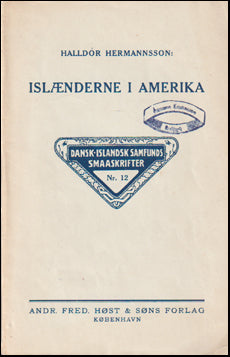 HALLDÓR HERMANNSSON:
ISLÆNDERNE I AMERIKA
DANSK-ISLANDSK SAMFUNDS
SMAASKRIFTER
Nr. 12
ANDR. FRED. HØST & SØNS FORLAG
KØBENHAVN